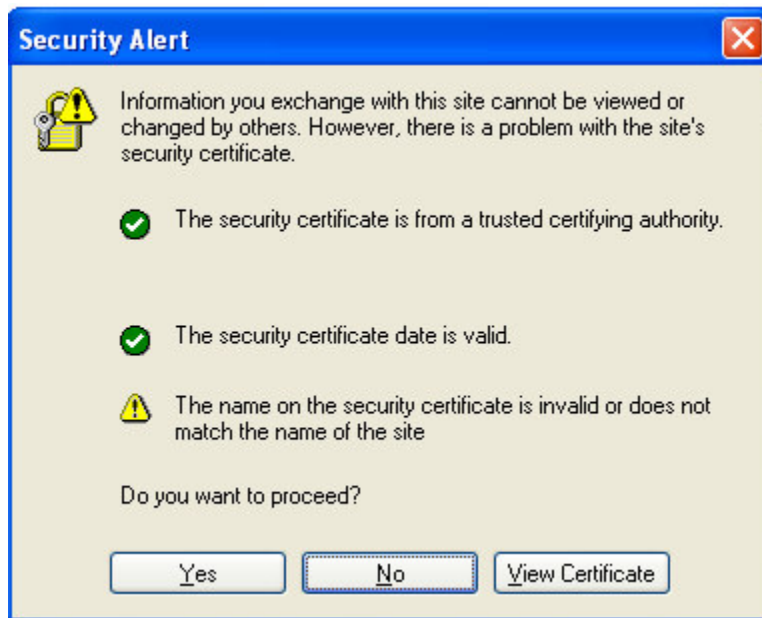 Security Alert
Information you exchange with this site cannot be viewed or
changed by others. However, there is a problem with the site's
security certificate.
The security certificate is from a trusted certifying authority.
The security certificate date is valid.
The name on the security certificate is invalid or does not
match the name of the site
Do you want to proceed?
Yes No View Certificate